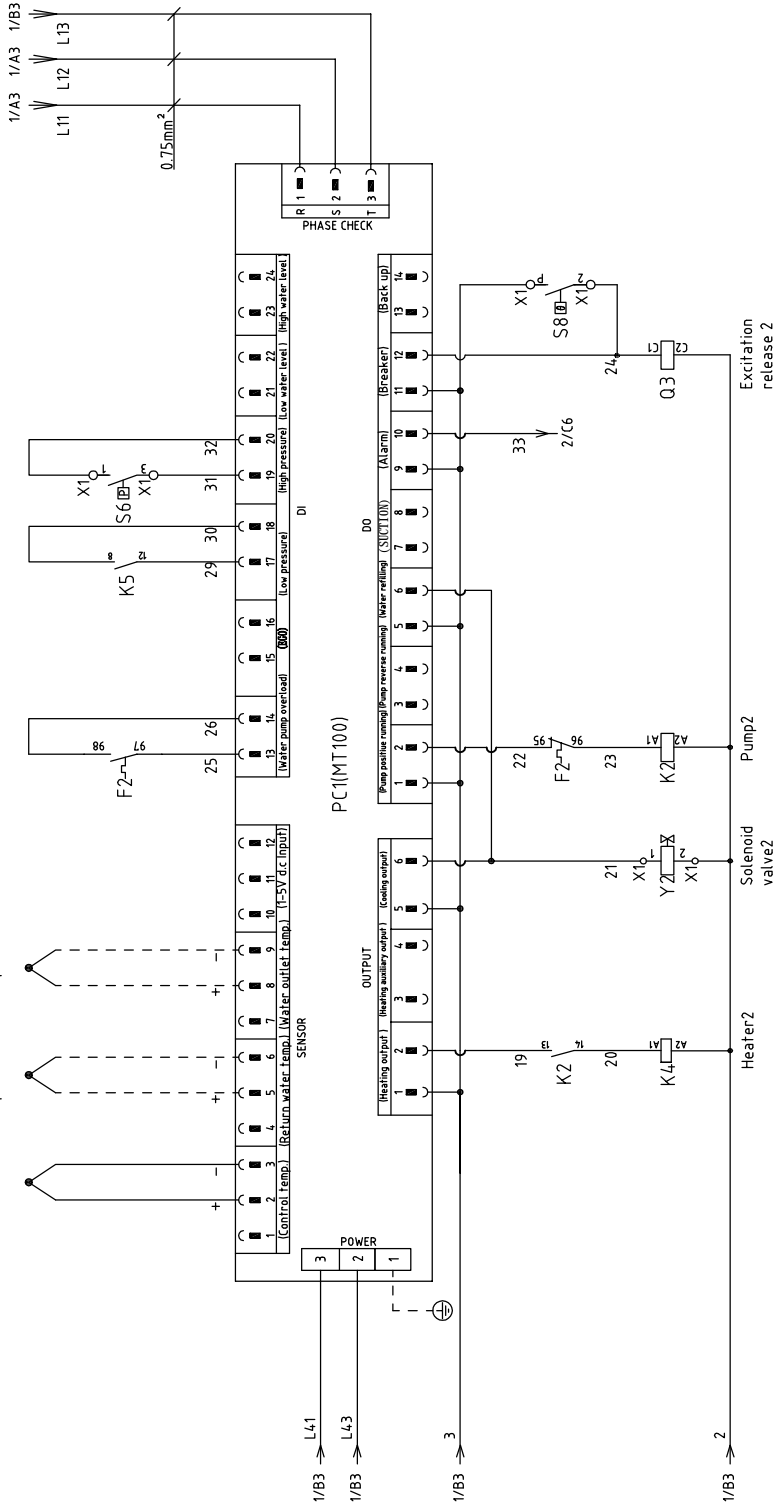 1/A3 1/A3 1/B3
L11 L12 L13
0.75mm²
R 1
S 2
T 3
PHASE CHECK
X1 1
S6 P
X1 3
K5
8 12
F2
98 97
25 26 29 30 31 32
13 14 15 16 17 18 19 20 21 22 23 24
(Water pump overload)
(Low pressure)
(High pressure)
(Low water level)
(High water level)
DI
PC1(MT100)
+ - + - + -
1 2 3 4 5 6 7 8 9 10 11 12
(Control temp.)
(Return water temp.)
(Water outlet temp.)
(1-5V d.c Input)
SENSOR
POWER
3
2
1
OUTPUT
(Heating output)
(Heating auxiliary output)
(Cooling output)
1 2 3 4 5 6
DO
(Pump positiue running)
(Pump reverse running)
(Water refilling)
(SUCTION)
(Alarm)
(Breaker)
(Back up)
1 2 3 4 5 6 7 8 9 10 11 12 13 14
L41
1/B3
L43
1/B3
3
1/B3
2
1/B3
19
K2
13 14
20
K4
A1 A2
Heater2
21
X1 1
Y2
X1 2
Solenoid
valve2
22
F2
95 96
23
K2
A1 A2
Pump2
33
2/C6
X1 P
S8 θ
X1 2
24
Q3
C1 C2
Excitation
release 2